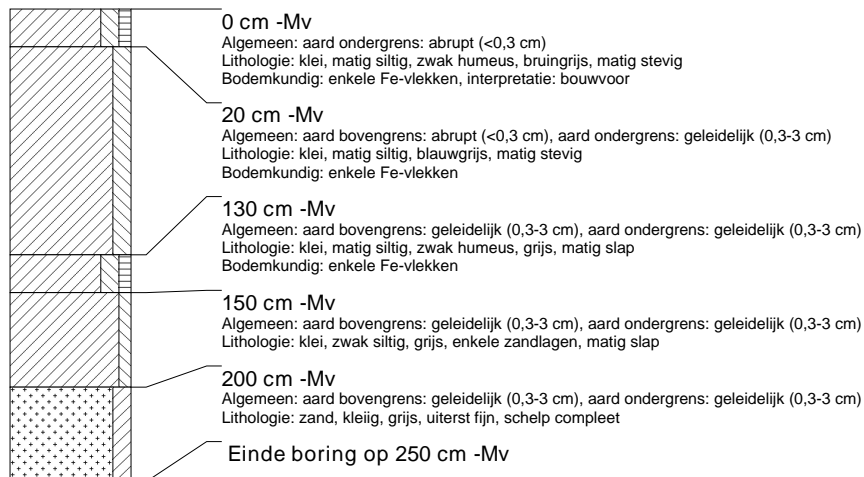 0 cm -Mv
Algemeen: aard ondergrens: abrupt (<0,3 cm)
Lithologie: klei, matig siltig, zwak humeus, bruingrijs, matig stevig
Bodemkundig: enkele Fe-vlekken, interpretatie: bouwvoor
20 cm -Mv
Algemeen: aard bovengrens: abrupt (<0,3 cm), aard ondergrens: geleidelijk (0,3-3 cm)
Lithologie: klei, matig siltig, blauwgrijs, matig stevig
Bodemkundig: enkele Fe-vlekken
130 cm -Mv
Algemeen: aard bovengrens: geleidelijk (0,3-3 cm), aard ondergrens: geleidelijk (0,3-3 cm)
Lithologie: klei, matig siltig, zwak humeus, grijs, matig slap
Bodemkundig: enkele Fe-vlekken
150 cm -Mv
Algemeen: aard bovengrens: geleidelijk (0,3-3 cm), aard ondergrens: geleidelijk (0,3-3 cm)
Lithologie: klei, zwak siltig, grijs, enkele zandlagen, matig slap
200 cm -Mv
Algemeen: aard bovengrens: geleidelijk (0,3-3 cm), aard ondergrens: geleidelijk (0,3-3 cm)
Lithologie: zand, kleiig, grijs, uiterst fijn, schelp compleet
Einde boring op 250 cm -Mv